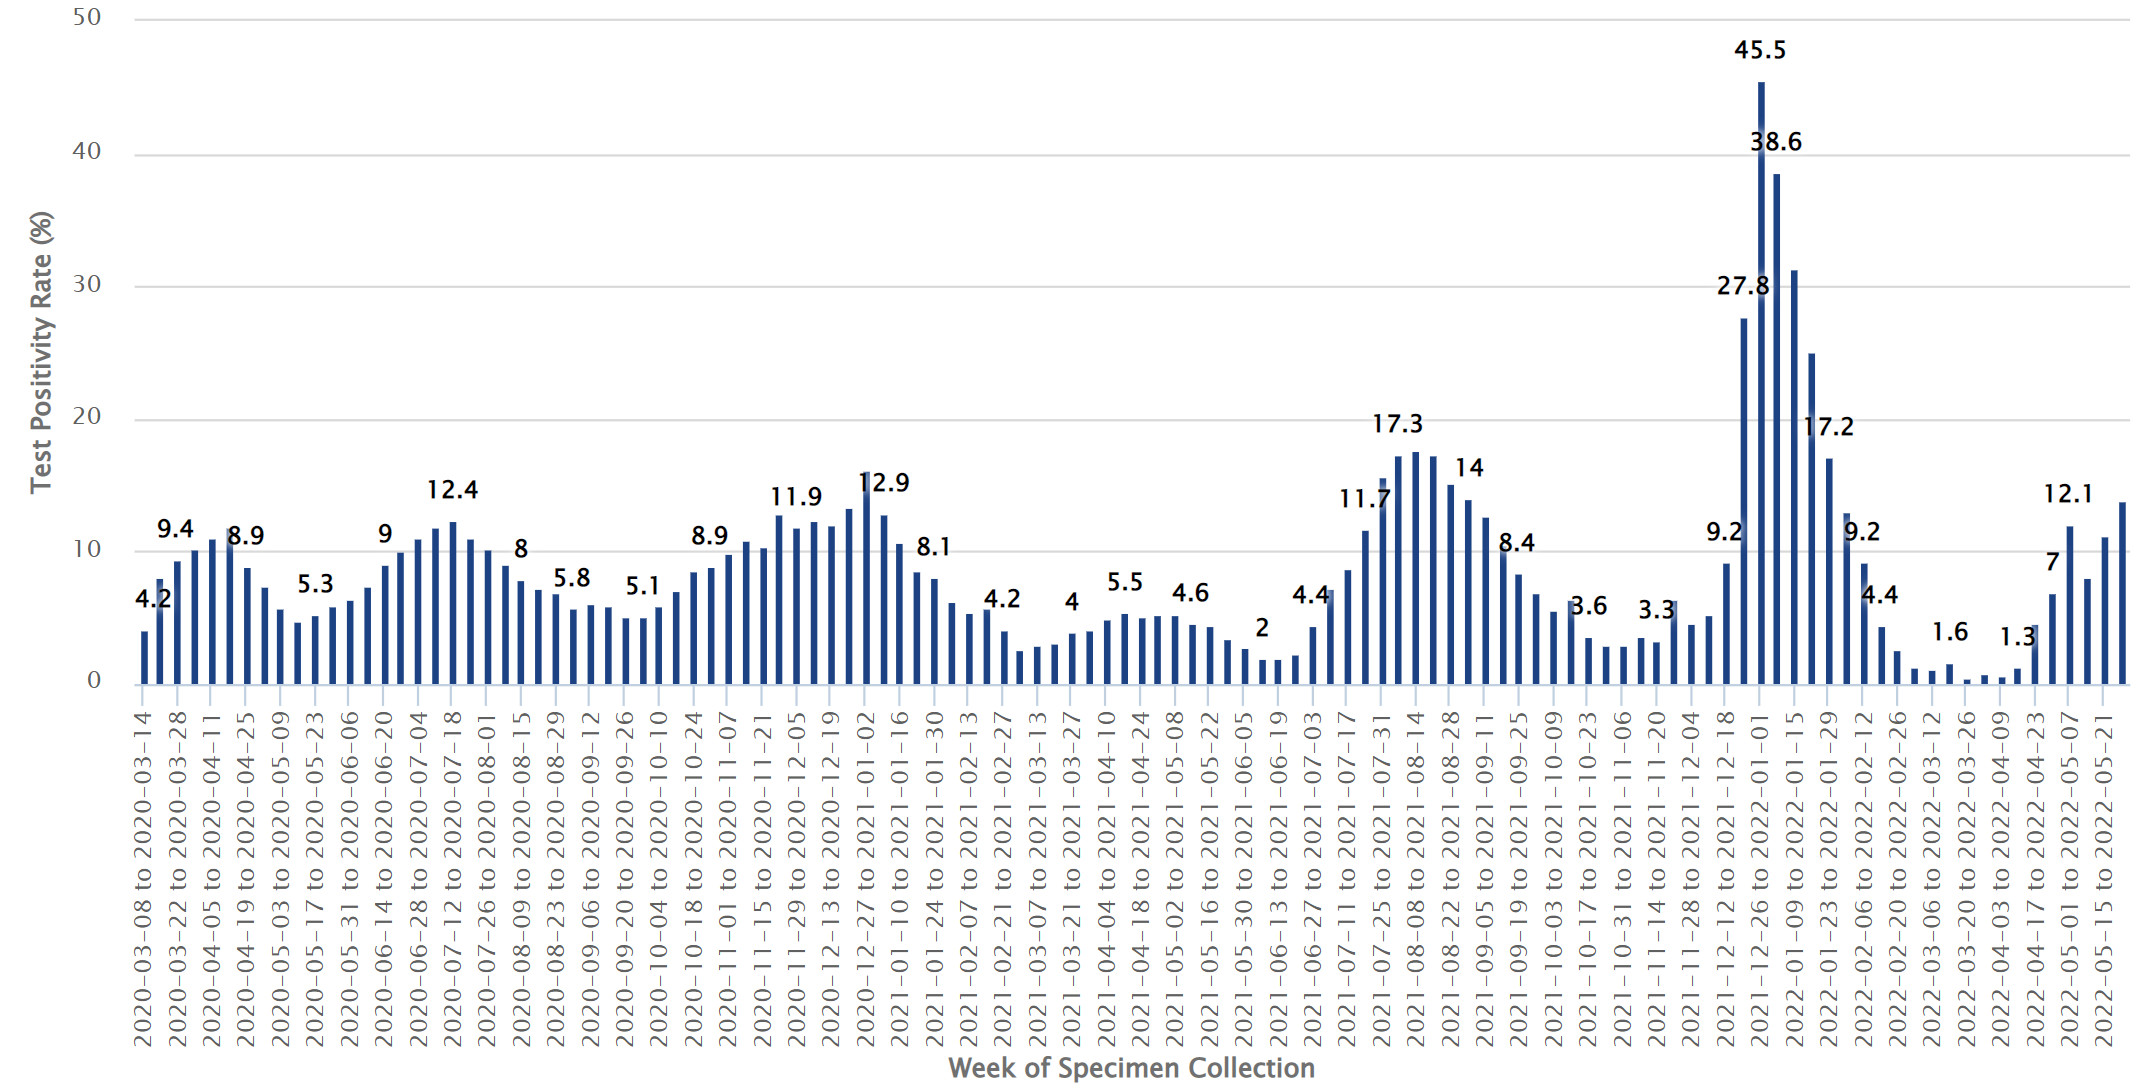 50
40
30
20
10
0
Test Positivity Rate (%)
4.2
9.4
8.9
5.3
9
12.4
8
5.8
5.1
8.9
11.9
12.9
8.1
4.2
4
5.5
4.6
2
4.4
11.7
17.3
14
8.4
3.6
3.3
9.2
27.8
45.5
38.6
17.2
9.2
4.4
1.6
1.3
7
12.1
2020-03-08 to 2020-03-14
2020-03-22 to 2020-03-28
2020-04-05 to 2020-04-11
2020-04-19 to 2020-04-25
2020-05-03 to 2020-05-09
2020-05-17 to 2020-05-23
2020-05-31 to 2020-06-06
2020-06-14 to 2020-06-20
2020-06-28 to 2020-07-04
2020-07-12 to 2020-07-18
2020-07-26 to 2020-08-01
2020-08-09 to 2020-08-15
2020-08-23 to 2020-08-29
2020-09-06 to 2020-09-12
2020-09-20 to 2020-09-26
2020-10-04 to 2020-10-10
2020-10-18 to 2020-10-24
2020-11-01 to 2020-11-07
2020-11-15 to 2020-11-21
2020-11-29 to 2020-12-05
2020-12-13 to 2020-12-19
2020-12-27 to 2021-01-02
2021-01-10 to 2021-01-16
2021-01-24 to 2021-01-30
2021-02-07 to 2021-02-13
2021-02-21 to 2021-02-27
2021-03-07 to 2021-03-13
2021-03-21 to 2021-03-27
2021-04-04 to 2021-04-10
2021-04-18 to 2021-04-24
2021-05-02 to 2021-05-08
2021-05-16 to 2021-05-22
2021-05-30 to 2021-06-05
2021-06-13 to 2021-06-19
2021-06-27 to 2021-07-03
2021-07-11 to 2021-07-17
2021-07-25 to 2021-07-31
2021-08-08 to 2021-08-14
2021-08-22 to 2021-08-28
2021-09-05 to 2021-09-11
2021-09-19 to 2021-09-25
2021-10-03 to 2021-10-09
2021-10-17 to 2021-10-23
2021-10-31 to 2021-11-06
2021-11-14 to 2021-11-20
2021-11-28 to 2021-12-04
2021-12-12 to 2021-12-18
2021-12-26 to 2022-01-01
2022-01-09 to 2022-01-15
2022-01-23 to 2022-01-29
2022-02-06 to 2022-02-12
2022-02-20 to 2022-02-26
2022-03-06 to 2022-03-12
2022-03-20 to 2022-03-26
2022-04-03 to 2022-04-09
2022-04-17 to 2022-04-23
2022-05-01 to 2022-05-07
2022-05-15 to 2022-05-21
Week of Specimen Collection